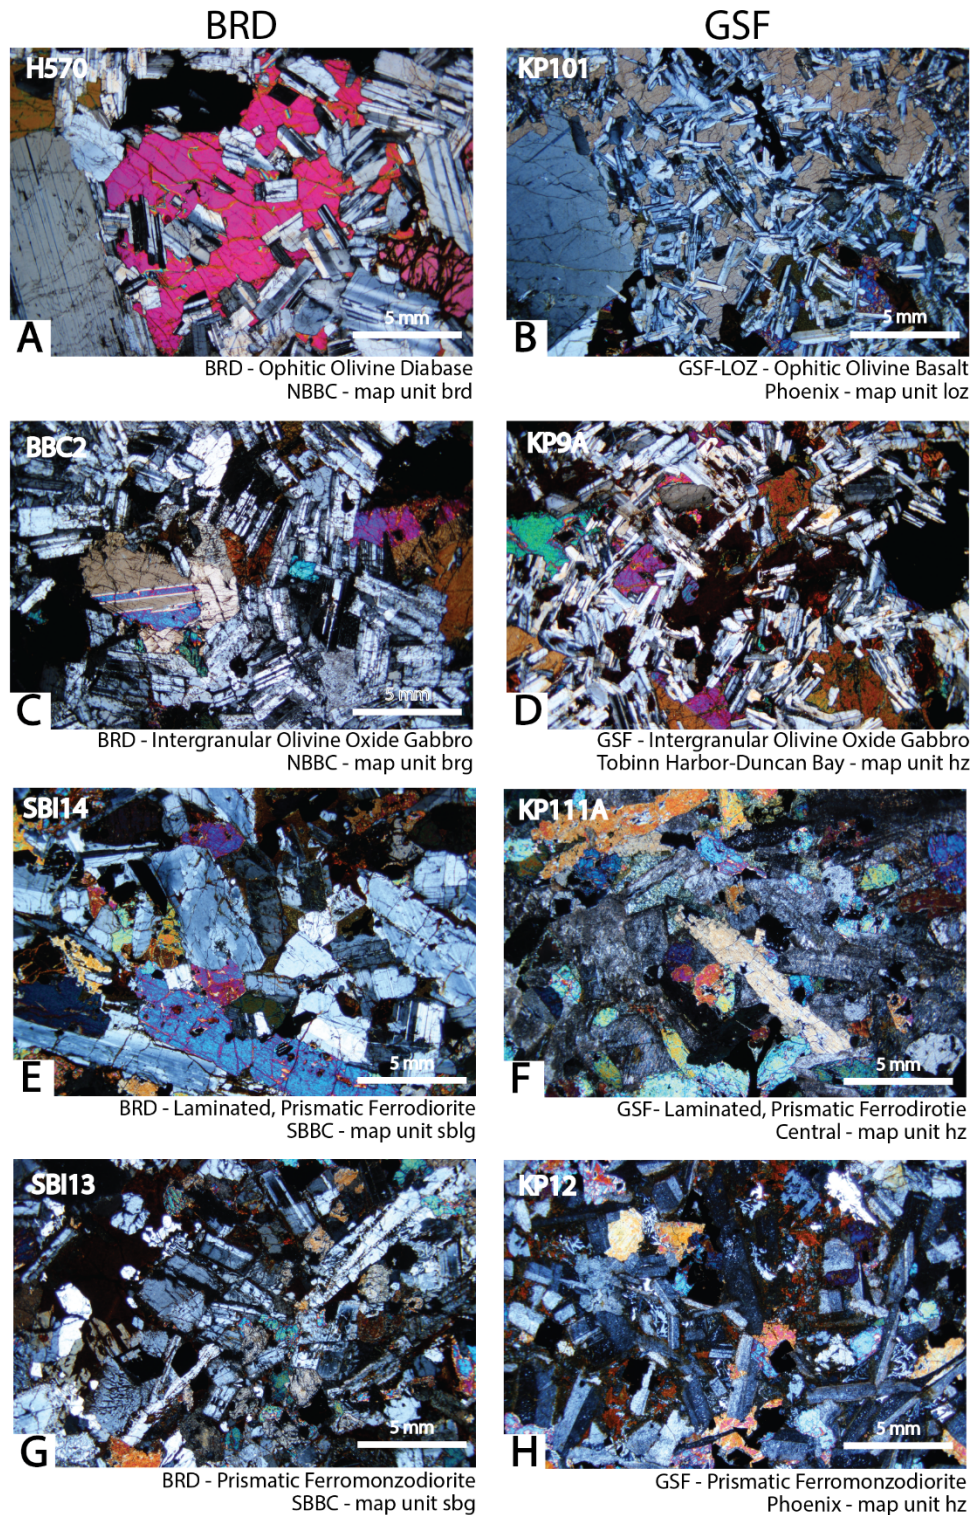 BRD
GSF
H570
5 mm
A
BRD - Ophitic Olivine Diabase
NBBC - map unit brd
KP101
5 mm
B
GSF-LOZ - Ophitic Olivine Basalt
Phoenix - map unit loz
BBC2
5 mm
C
BRD - Intergranular Olivine Oxide Gabbro
NBBC - map unit brg
KP9A
D
GSF - Intergranular Olivine Oxide Gabbro
Tobinn Harbor-Duncan Bay - map unit hz
SBI14
5 mm
E
BRD - Laminated, Prismatic Ferrodiorite
SBBC - map unit sblg
KP111A
5 mm
F
GSF- Laminated, Prismatic Ferrodirotie
Central - map unit hz
SBI13
5 mm
G
BRD - Prismatic Ferromonzodiorite
SBBC - map unit sbg
KP12
5 mm
H
GSF - Prismatic Ferromonzodiorite
Phoenix - map unit hz